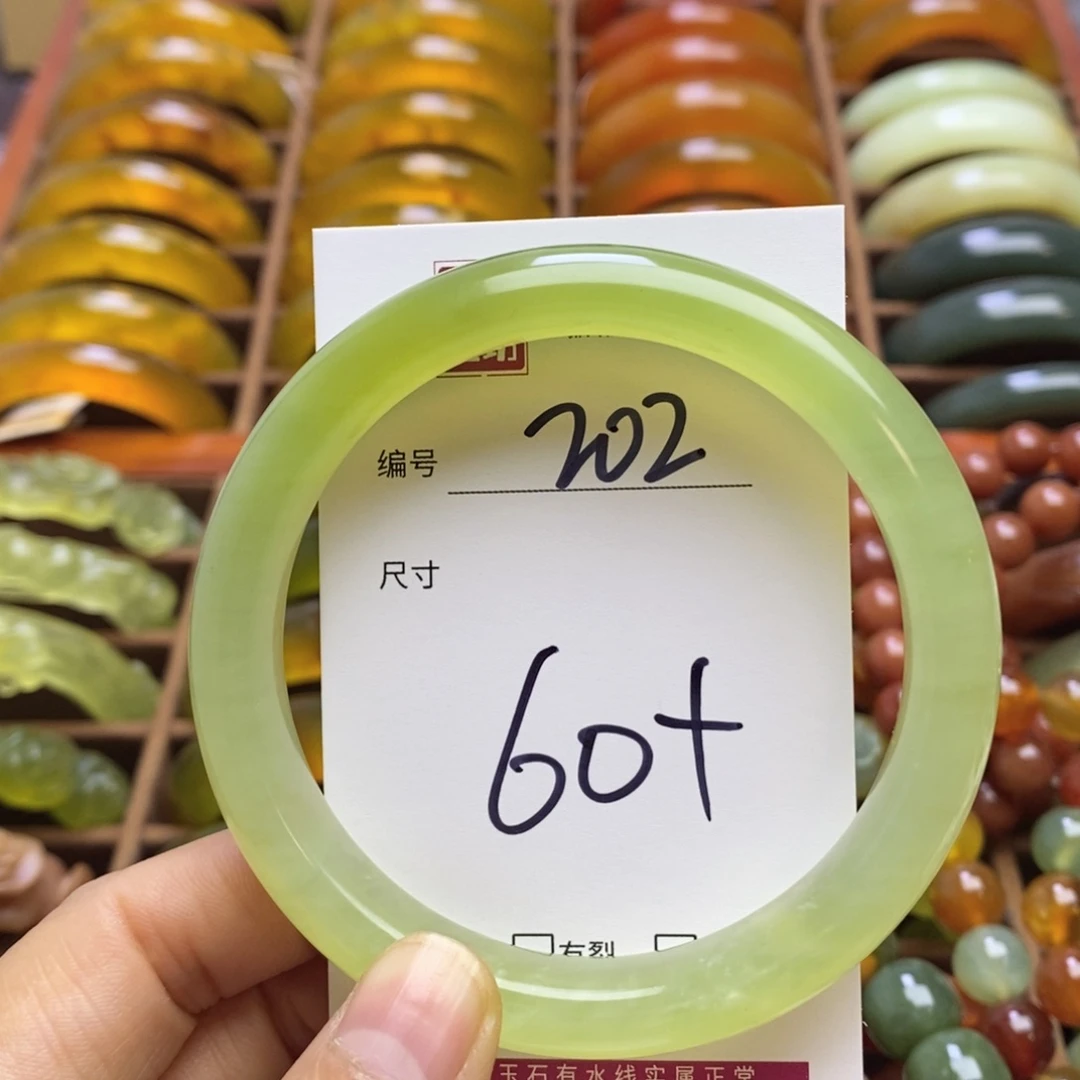 编号 202
尺寸
60+
有裂
玉石有水线实属正常